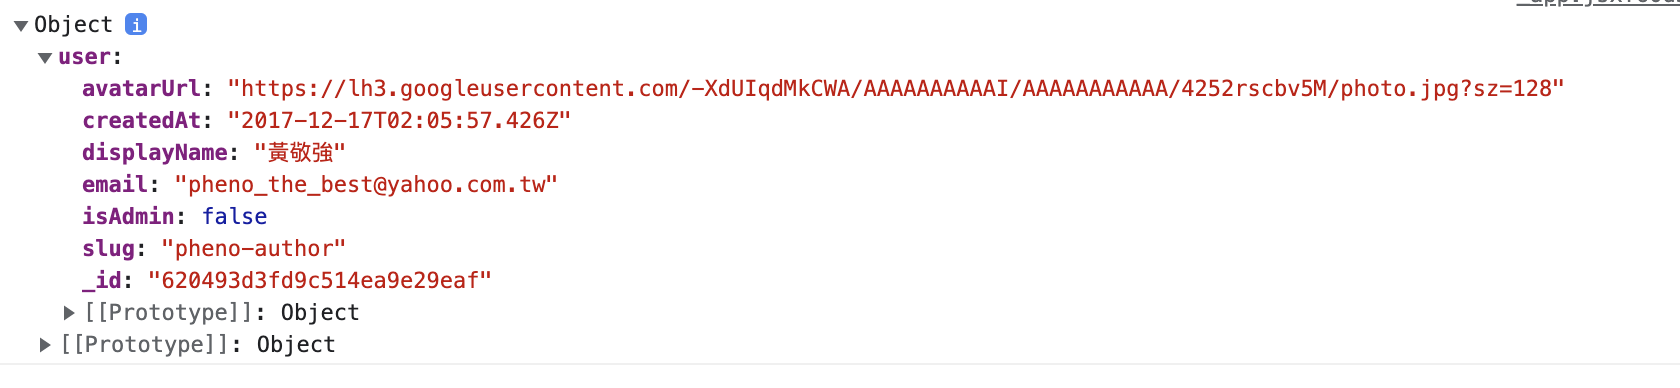 Object i
user:
avatarUrl: "https://lh3.googleusercontent.com/-XdUIqdMkCWA/AAAAAAAAAAI/AAAAAAAAAAA/4252rscbv5M/photo.jpg?sz=128"
createdAt: "2017-12-17T02:05:57.426Z"
displayName: "黃敬強"
email: "pheno_the_best@yahoo.com.tw"
isAdmin: false
slug: "pheno-author"
_id: "620493d3fd9c514ea9e29eaf"
[[Prototype]]: Object
[[Prototype]]: Object